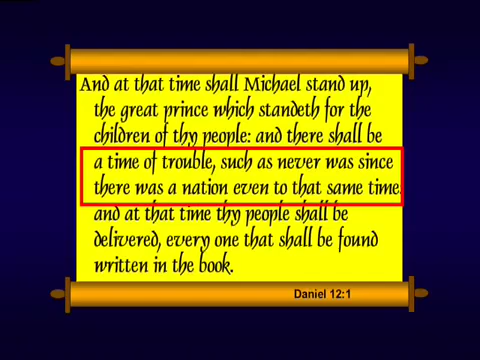 And at that time shall Michael stand up,
the great prince which standeth for the
children of thy people: and there shall be
a time of trouble, such as never was since
there was a nation even to that same time:
and at that time thy people shall be
delivered, every one that shall be found
written in the book.
Daniel 12:1